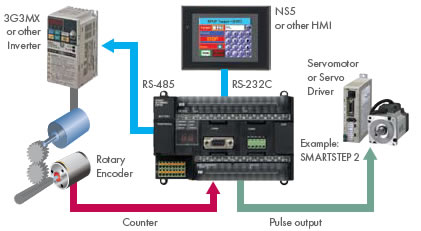 3G3MX
or other
Inverter
NS5
or other HMI
RS-485
RS-232C
Servomotor
or Servo
Driver
Rotary
Encoder
Example:
SMARTSTEP 2
Counter
Pulse output